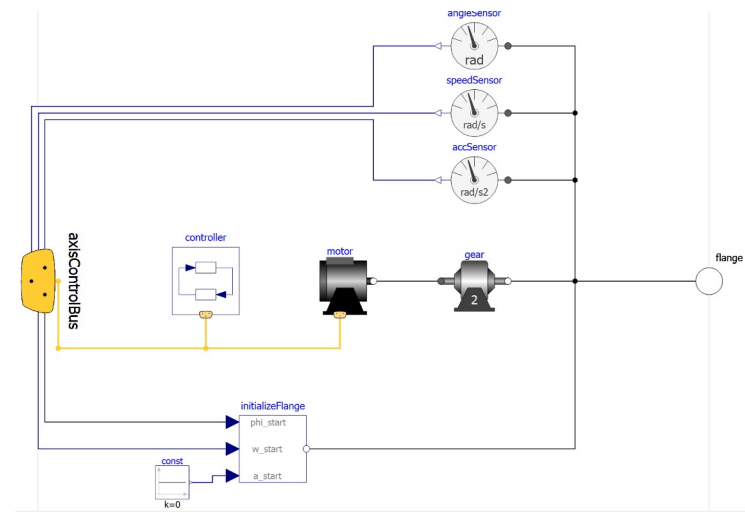 angleSensor
rad
speedSensor
rad/s
accSensor
rad/s2
axisControlBus
controller
motor
gear
2
flange
initializeFlange
phi_start
w_start
a_start
const
k=0